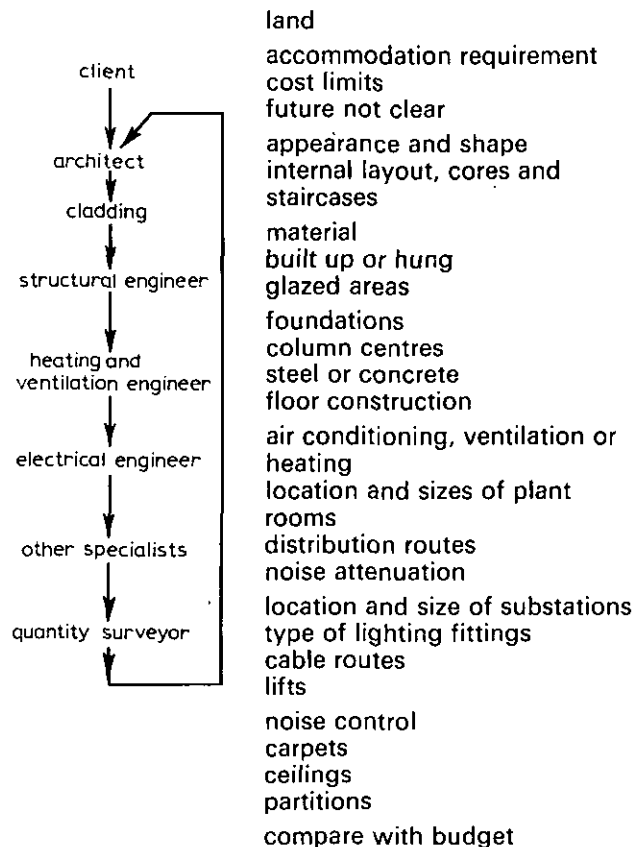 client
architect
cladding
structural engineer
heating and
ventilation engineer
electrical engineer
other specialists
quantity surveyor
land
accommodation requirement
cost limits
future not clear
appearance and shape
internal layout, cores and
staircases
material
built up or hung
glazed areas
foundations
column centres
steel or concrete
floor construction
air conditioning, ventilation or
heating
location and sizes of plant
rooms
distribution routes
noise attenuation
location and size of substations
type of lighting fittings
cable routes
lifts
noise control
carpets
ceilings
partitions
compare with budget